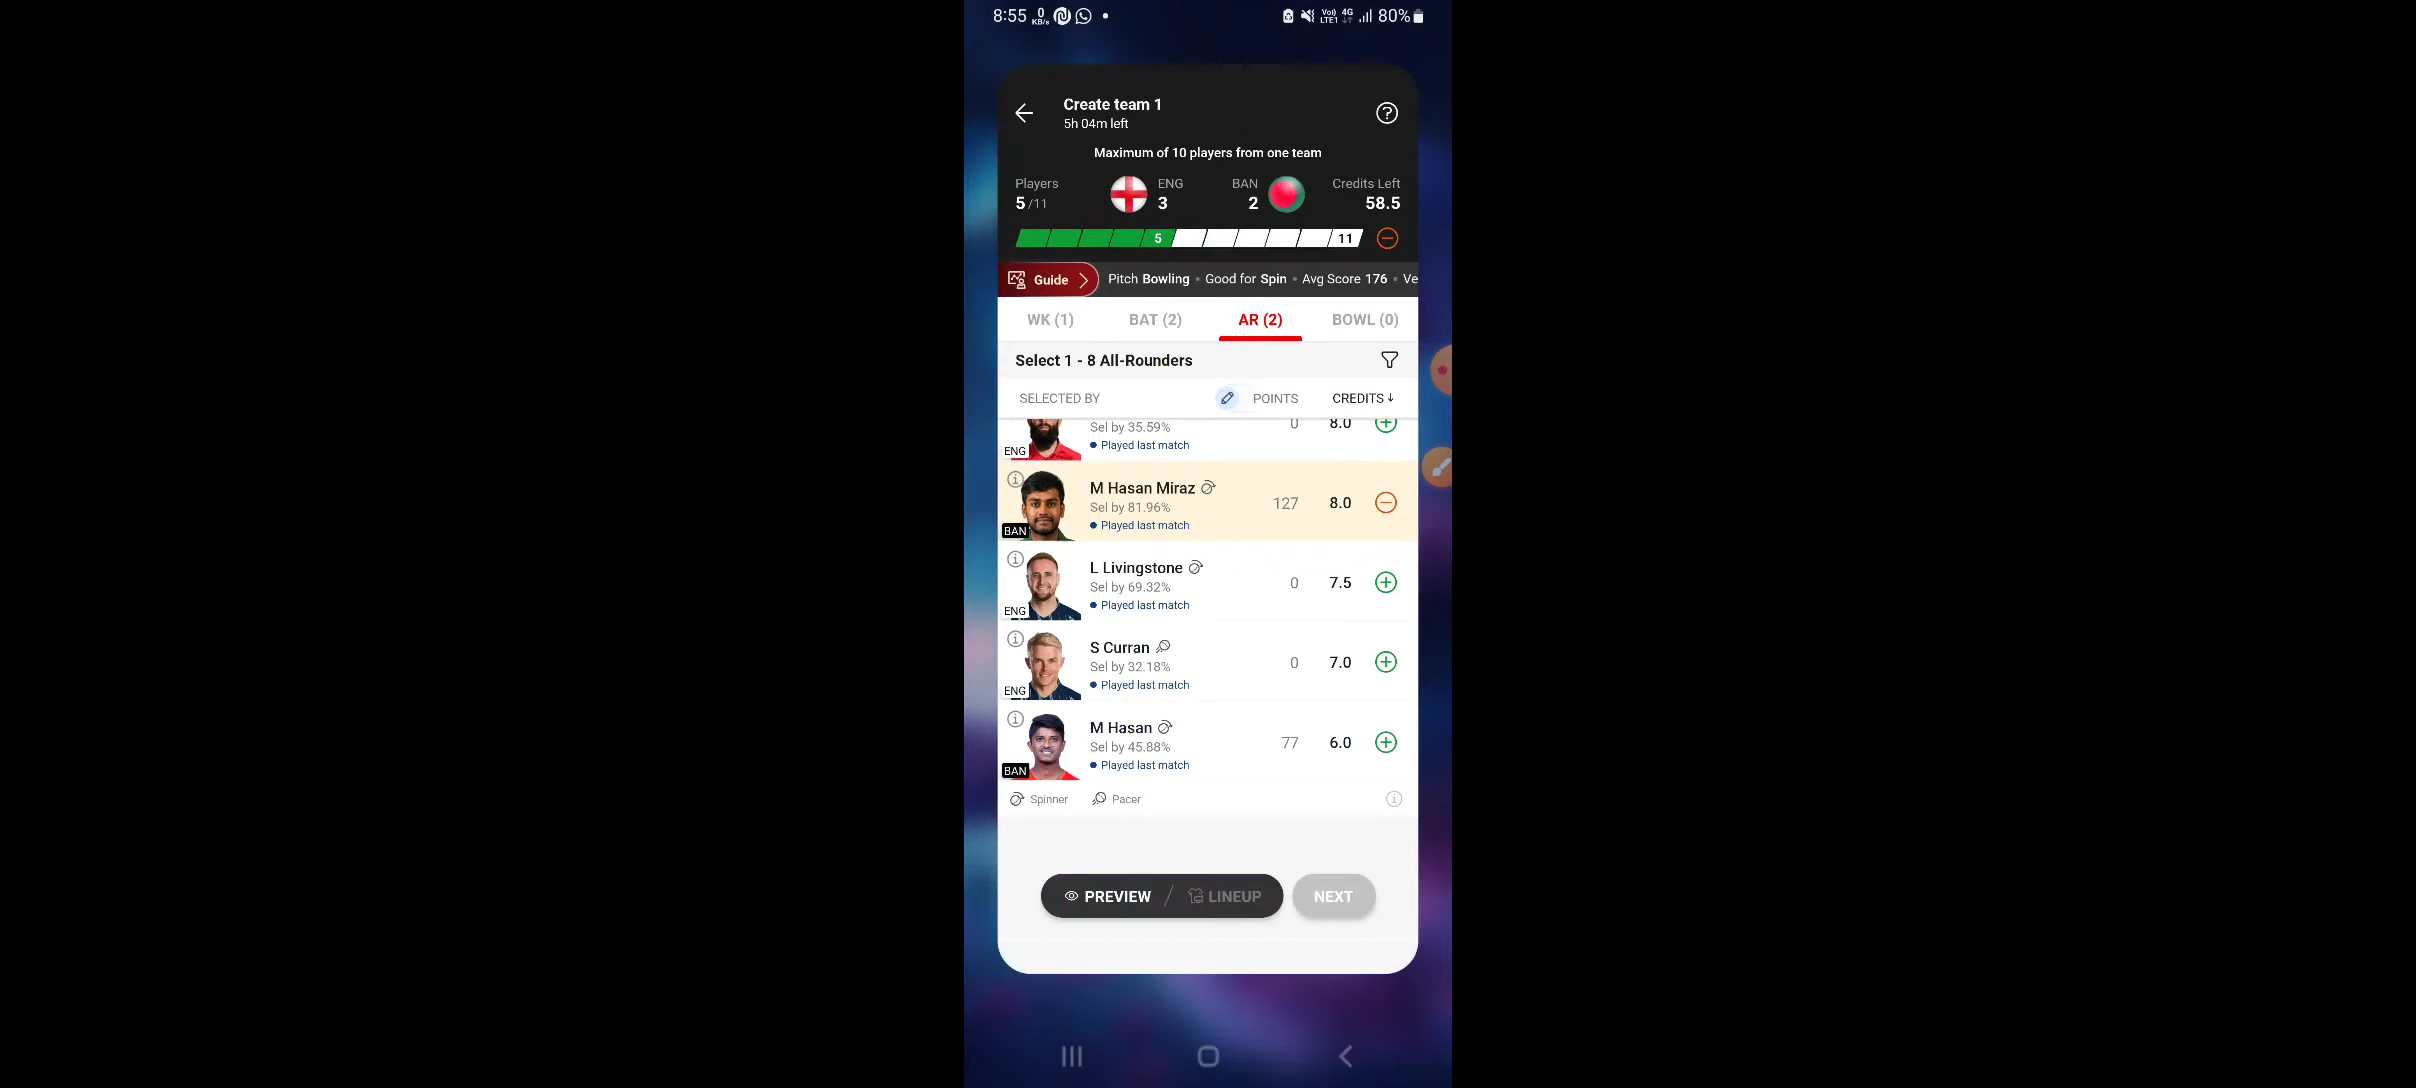 8:55 0 KB/s Vo)) LTE1 4G 80%
Create team 1
5h 04m left
Maximum of 10 players from one team
Players ENG BAN Credits Left
5 /11 3 2 58.5
5 11
Guide Pitch Bowling • Good for Spin • Avg Score 176 • Ve
WK (1) BAT (2) AR (2) BOWL (0)
Select 1 - 8 All-Rounders
SELECTED BY POINTS CREDITS ↓
Sel by 35.59% 0 8.0
ENG Played last match
M Hasan Miraz
Sel by 81.96% 127 8.0
Played last match
BAN
L Livingstone
Sel by 69.32% 0 7.5
Played last match
ENG
S Curran
Sel by 32.18% 0 7.0
Played last match
ENG
M Hasan
Sel by 45.88% 77 6.0
Played last match
BAN
Spinner Pacer
PREVIEW / LINEUP NEXT